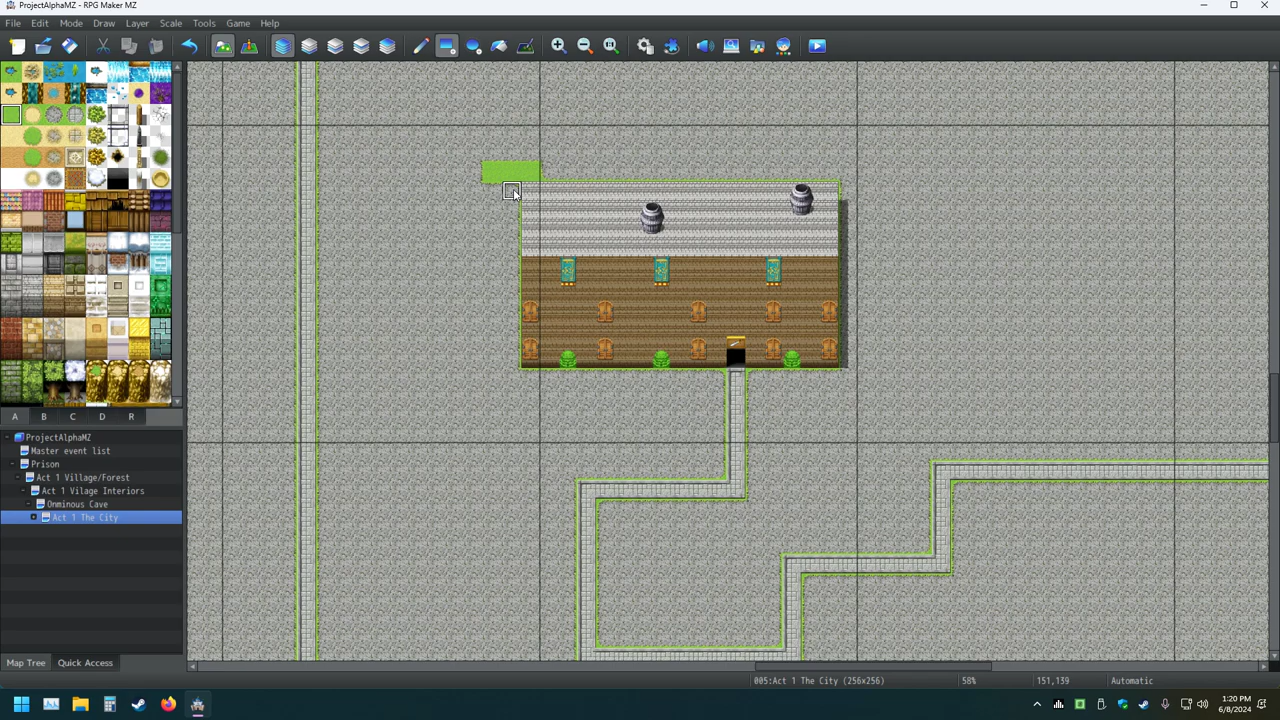 ProjectAlphaMZ - RPG Maker MZ
File Edit Mode Draw Layer Scale Tools Game Help
A B C D R
ProjectAlphaMZ
Master event list
Prison
Act 1 Village/Forest
Act 1 Vilage Interiors
Onminous Cave
Act 1 The City
Map Tree Quick Access
005:Act 1 The City (256x256) 58% 151,139 Automatic
1:20 PM
6/8/2024